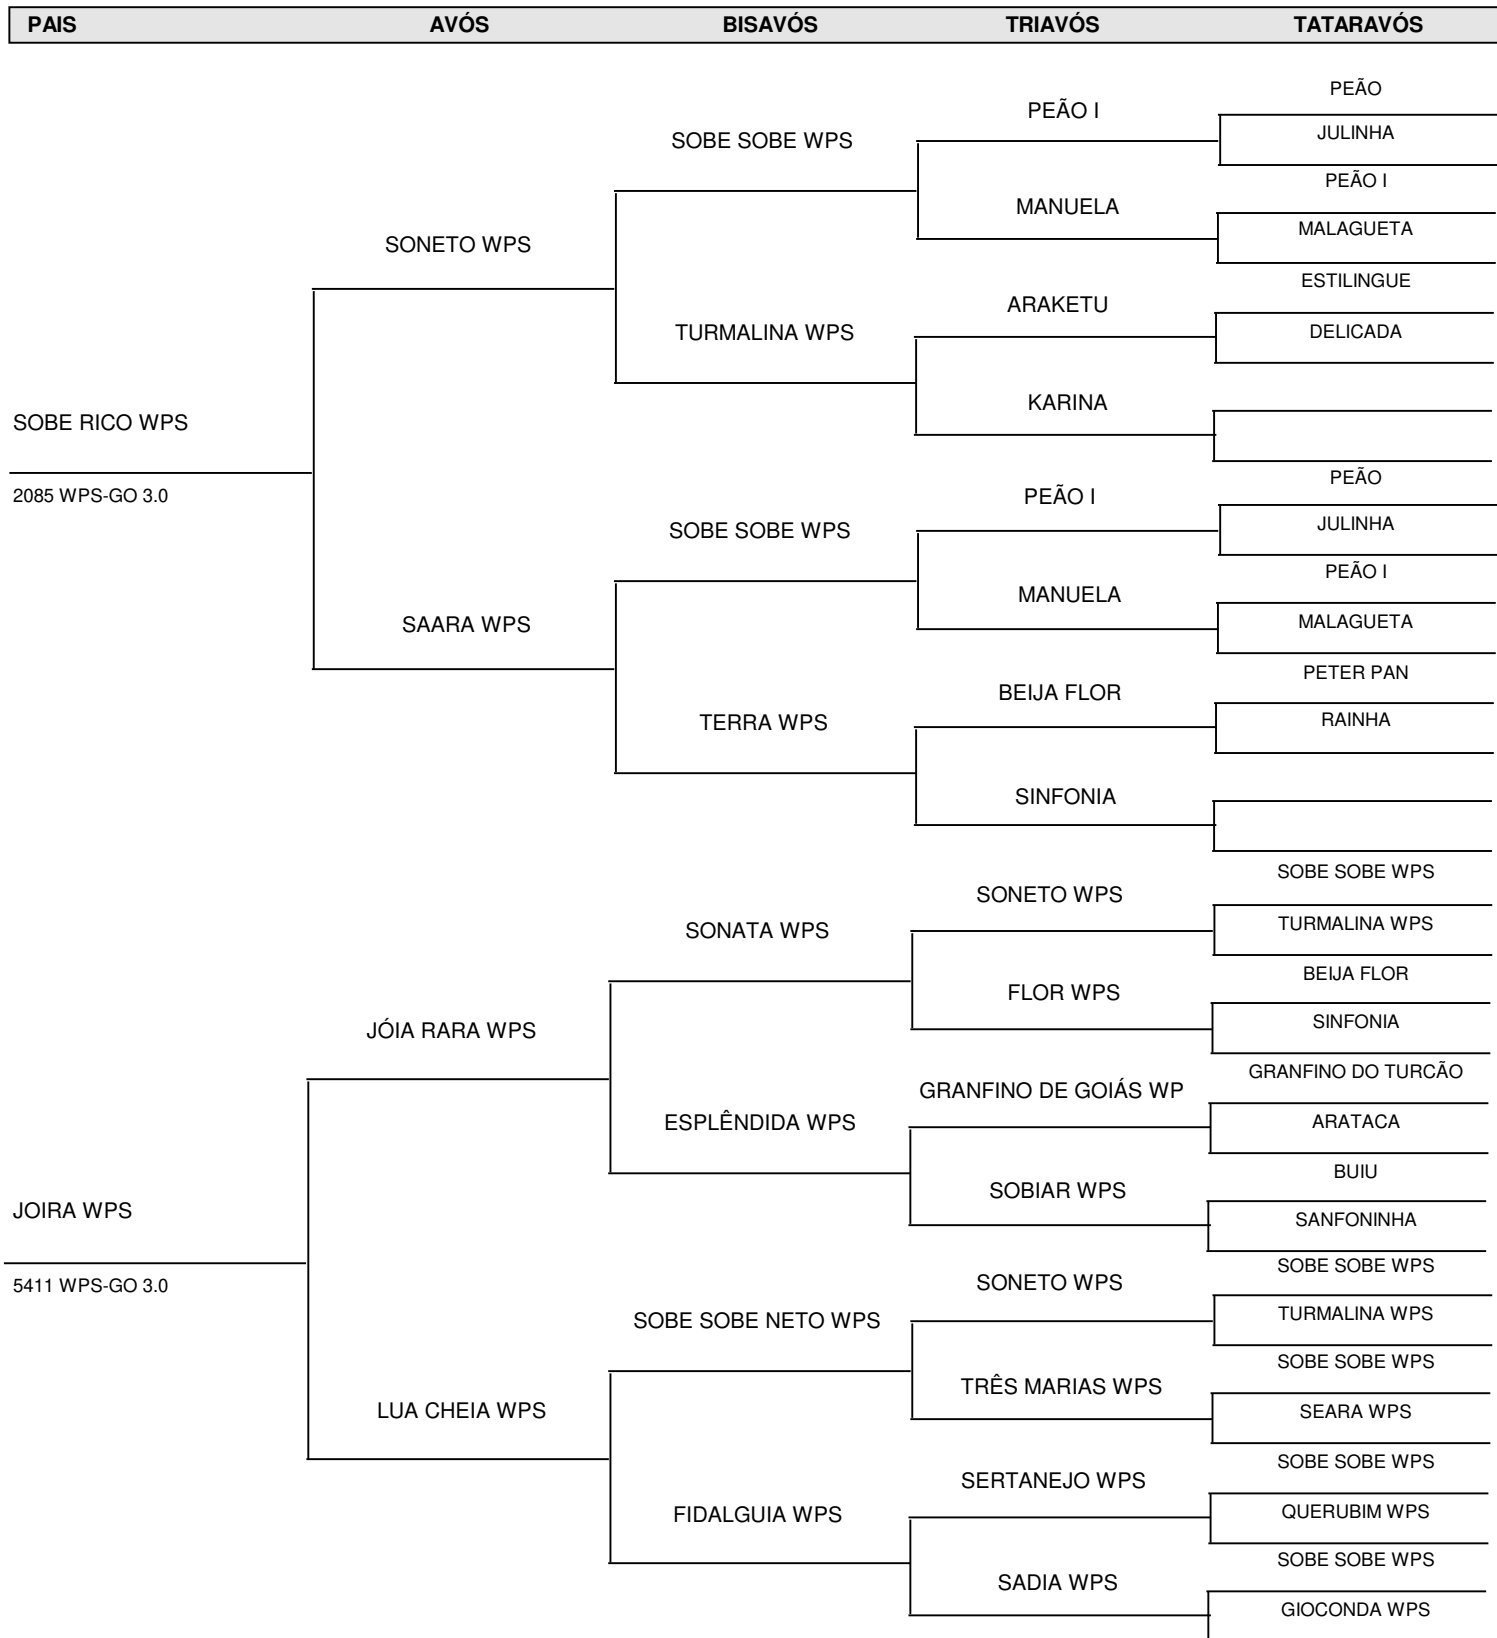 PAIS AVÓS BISAVÓS TRIAVÓS TATARAVÓS
PEÃO
PEÃO I
JULINHA
SOBE SOBE WPS
PEÃO I
MANUELA
MALAGUETA
SONETO WPS
ESTILINGUE
ARAKETU
TURMALINA WPS
DELICADA
KARINA
SOBE RICO WPS
PEÃO
2085 WPS-GO 3.0
PEÃO I
JULINHA
SOBE SOBE WPS
PEÃO I
MANUELA
MALAGUETA
SAARA WPS
PETER PAN
BEIJA FLOR
RAINHA
TERRA WPS
SINFONIA
SOBE SOBE WPS
SONETO WPS
TURMALINA WPS
SONATA WPS
BEIJA FLOR
FLOR WPS
SINFONIA
JÓIA RARA WPS
GRANFINO DO TURCÃO
GRANFINO DE GOIÁS WP
ARATACA
ESPLÊNDIDA WPS
BUIU
SOBIAR WPS
JOIRA WPS
SANFONINHA
SOBE SOBE WPS
5411 WPS-GO 3.0
SONETO WPS
TURMALINA WPS
SOBE SOBE NETO WPS
SOBE SOBE WPS
TRÊS MARIAS WPS
LUA CHEIA WPS
SEARA WPS
SOBE SOBE WPS
SERTANEJO WPS
QUERUBIM WPS
FIDALGUIA WPS
SOBE SOBE WPS
SADIA WPS
GIOCONDA WPS